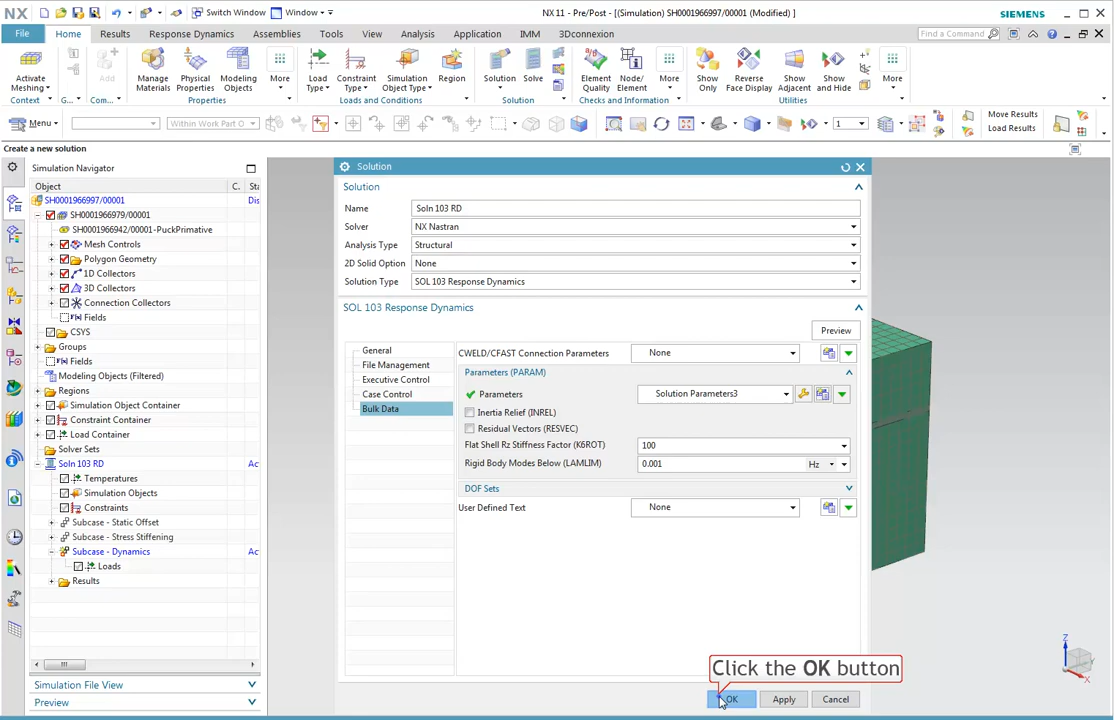 NX Switch Window Window NX 11 - Pre/Post - [(Simulation) SH0001966997/00001 (Modified) ] SIEMENS
File Home Results Response Dynamics Assemblies Tools View Analysis Application IMM 3Dconnexion Find a Command
Activate Meshing Add Manage Materials Physical Properties Modeling Objects More Load Type Constraint Type Simulation Object Type Region Solution Solve Element Quality Node/ Element More Show Only Reverse Face Display Show Adjacent Show and Hide More
Context G... Com... Properties Loads and Conditions Solution Checks and Information Utilities
Menu Within Work Part O 1 Move Results
Load Results
Create a new solution
Simulation Navigator
Object C. Sta
SH0001966997/00001 Dis
SH0001966979/00001
SH0001966942/00001-PuckPrimative
Mesh Controls
Polygon Geometry
1D Collectors
3D Collectors
Connection Collectors
Fields
CSYS
Groups
Fields
Modeling Objects (Filtered)
Regions
Simulation Object Container
Constraint Container
Load Container
Solver Sets
Soln 103 RD Ac
Temperatures
Simulation Objects
Constraints
Subcase - Static Offset
Subcase - Stress Stiffening
Subcase - Dynamics Ac
Loads
Results
Simulation File View
Preview
Solution
Solution
Name Soln 103 RD
Solver NX Nastran
Analysis Type Structural
2D Solid Option None
Solution Type SOL 103 Response Dynamics
SOL 103 Response Dynamics
Preview
General
File Management
Executive Control
Case Control
Bulk Data
CWELD/CFAST Connection Parameters None
Parameters (PARAM)
Parameters Solution Parameters3
Inertia Relief (INREL)
Residual Vectors (RESVEC)
Flat Shell Rz Stiffness Factor (K6ROT) 100
Rigid Body Modes Below (LAMLIM) 0.001 Hz
DOF Sets
User Defined Text None
Click the OK button
OK Apply Cancel
Z
Y
X